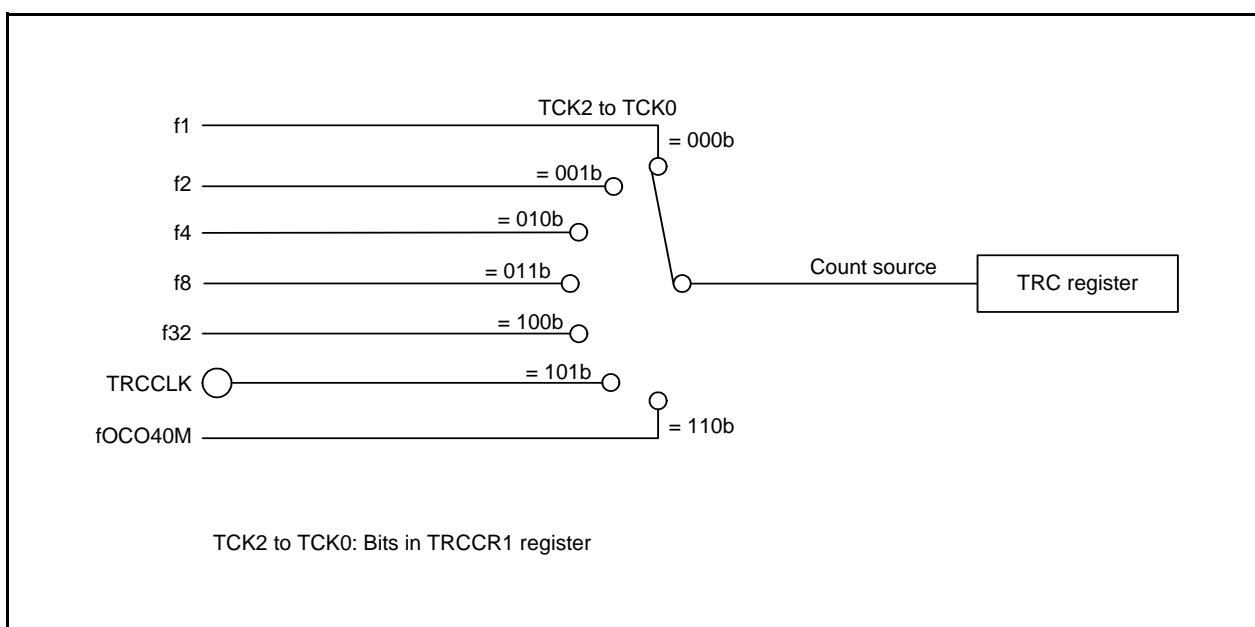 TCK2 to TCK0
f1
= 000b
f2
= 001b
f4
= 010b
f8
= 011b
Count source
TRC register
f32
= 100b
TRCCLK
= 101b
fOCO40M
= 110b
TCK2 to TCK0: Bits in TRCCR1 register